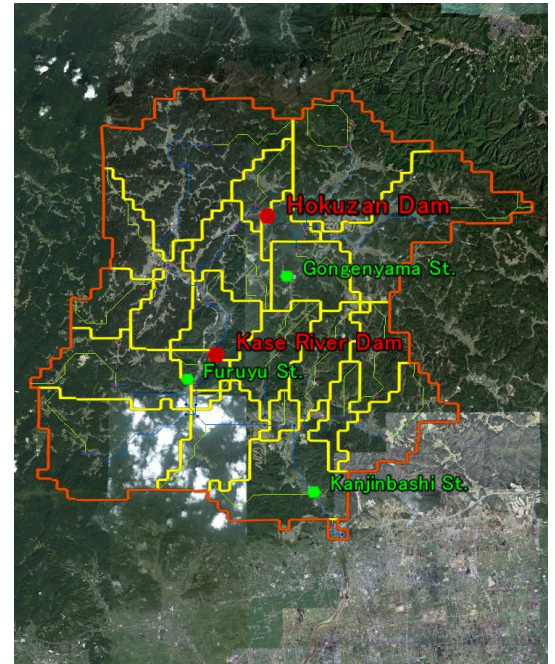 Hokuzan Dam
Gongenyama St.
Kase River Dam
Furuyu St.
Kanjinbashi St.